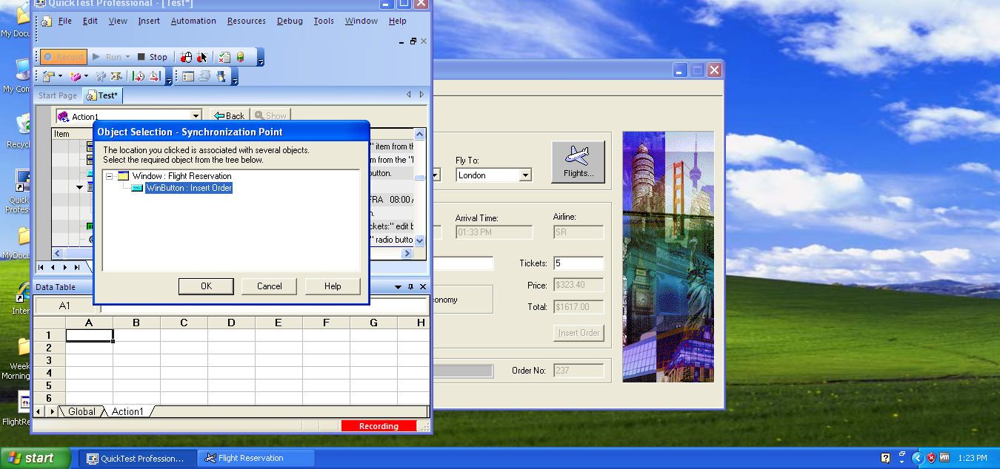 QuickTest Professional - [Test*]
File Edit View Insert Automation Resources Debug Tools Window Help
Record Run Stop
Start Page Test*
Action1 Back Show
Item
Object Selection - Synchronization Point
The location you clicked is associated with several objects.
Select the required object from the tree below.
Window : Flight Reservation
WinButton : Insert Order
OK Cancel Help
" item from th
m from the "
button.
FRA 08:00
n.
ckets:" edit b
" radio butto
Data Table
A1
A B C D E F G H
1
2
3
4
5
6
Global Action1
Recording
Fly To:
London
Flights...
Arrival Time:
01:33 PM
Airline:
SR
Tickets: 5
Price: $323.40
conomy
Total: $1617.00
Insert Order
Order No: 237
My Docu
My Com
Recycl
Quick
Profes
MyDocu
Inter
Week
Morning
FlightRe
start
QuickTest Profession...
Flight Reservation
vm
1:23 PM